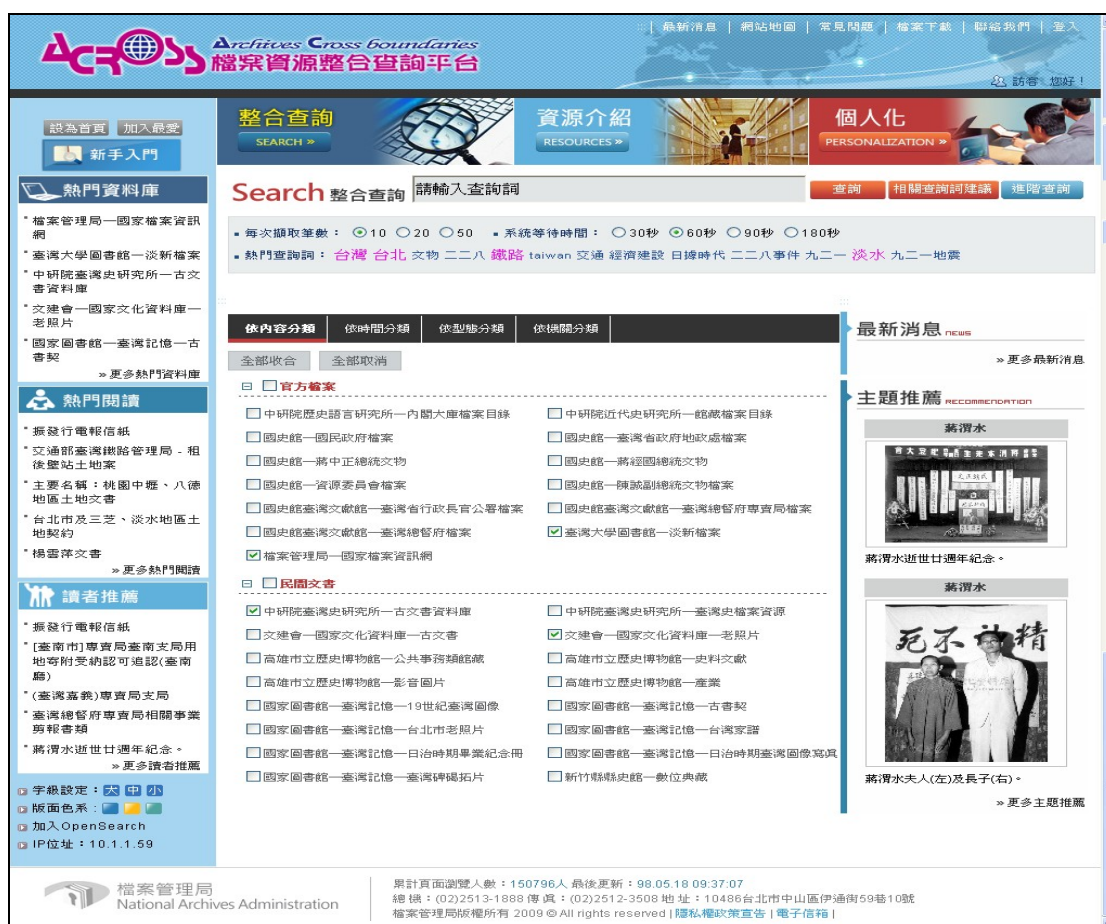 :::| 最新消息 | 網站地圖 | 常見問題 | 檔案下載 | 聯絡我們 | 登入
ACROSS Archives Cross boundaries
檔案資源整合查詢平台
訪客 您好!
設為首頁 加入最愛
新手入門
整合查詢
SEARCH »
資源介紹
RESOURCES »
個人化
PERSONALIZATION »
熱門資料庫
檔案管理局—國家檔案資訊網
臺灣大學圖書館—淡新檔案
中研院臺灣史研究所—古文書資料庫
交建會—國家文化資料庫—老照片
國家圖書館—臺灣記憶—古書契
» 更多熱門資料庫
熱門閱讀
振發行電報信紙
交通部臺灣鐵路管理局 - 租後壁站土地案
主要名稱:桃園中壢、八德地區土地文書
台北市及三芝、淡水地區土地契約
楊雲萍文書
» 更多熱門閱讀
讀者推薦
振發行電報信紙
[臺南市]專賣局臺南支局用地寄附受納認可追認(臺南廳)
(臺灣嘉義)專賣局支局
臺灣總督府專賣局相關事業剪報書類
蔣渭水逝世廿週年紀念。
» 更多讀者推薦
字級設定:大 中 小
版面色系:
加入OpenSearch
IP位址:10.1.1.59
Search 整合查詢 請輸入查詢詞 查詢 相關查詢詞建議 進階查詢
每次擷取筆數: 10 20 50 系統等待時間: 30秒 60秒 90秒 180秒
熱門查詢詞: 台灣 台北 文物 二二八 鐵路 taiwan 交通 經濟建設 日據時代 二二八事件 九二一 淡水 九二一地震
依內容分類 依時間分類 依型態分類 依機關分類
全部收合 全部取消
官方檔案
中研院歷史語言研究所—內閣大庫檔案目錄 中研院近代史研究所—館藏檔案目錄
國史館—國民政府檔案 國史館—臺灣省政府地政處檔案
國史館—蔣中正總統文物 國史館—蔣經國總統文物
國史館—資源委員會檔案 國史館—陳誠副總統文物檔案
國史館臺灣文獻館—臺灣省行政長官公署檔案 國史館臺灣文獻館—臺灣總督府專賣局檔案
國史館臺灣文獻館—臺灣總督府檔案 臺灣大學圖書館—淡新檔案
檔案管理局—國家檔案資訊網
民間文書
中研院臺灣史研究所—古文書資料庫 中研院臺灣史研究所—臺灣史檔案資源
交建會—國家文化資料庫—古文書 交建會—國家文化資料庫—老照片
高雄市立歷史博物館—公共事務類館藏 高雄市立歷史博物館—史料文獻
高雄市立歷史博物館—影音圖片 高雄市立歷史博物館—產業
國家圖書館—臺灣記憶—19世紀臺灣圖像 國家圖書館—臺灣記憶—古書契
國家圖書館—臺灣記憶—台北市老照片 國家圖書館—臺灣記憶—台灣家譜
國家圖書館—臺灣記憶—日治時期畢業紀念冊 國家圖書館—臺灣記憶—日治時期臺灣圖像寫真
國家圖書館—臺灣記憶—臺灣碑碣拓片 新竹縣縣史館—數位典藏
最新消息 NEWS
» 更多最新消息
主題推薦 RECOMMENDATION
蔣渭水
蔣渭水逝世廿週年紀念。
蔣渭水
死不神精
蔣渭水夫人(左)及長子(右)。
» 更多主題推薦
檔案管理局
National Archives Administration
累計頁面瀏覽人數:150796人 最後更新:98.05.18 09:37:07
總機:(02)2513-1888 傳真:(02)2512-3508 地址:10486台北市中山區伊通街59巷10號
檔案管理局版權所有 2009 © All rights reserved | 隱私權政策宣告 | 電子信箱 |